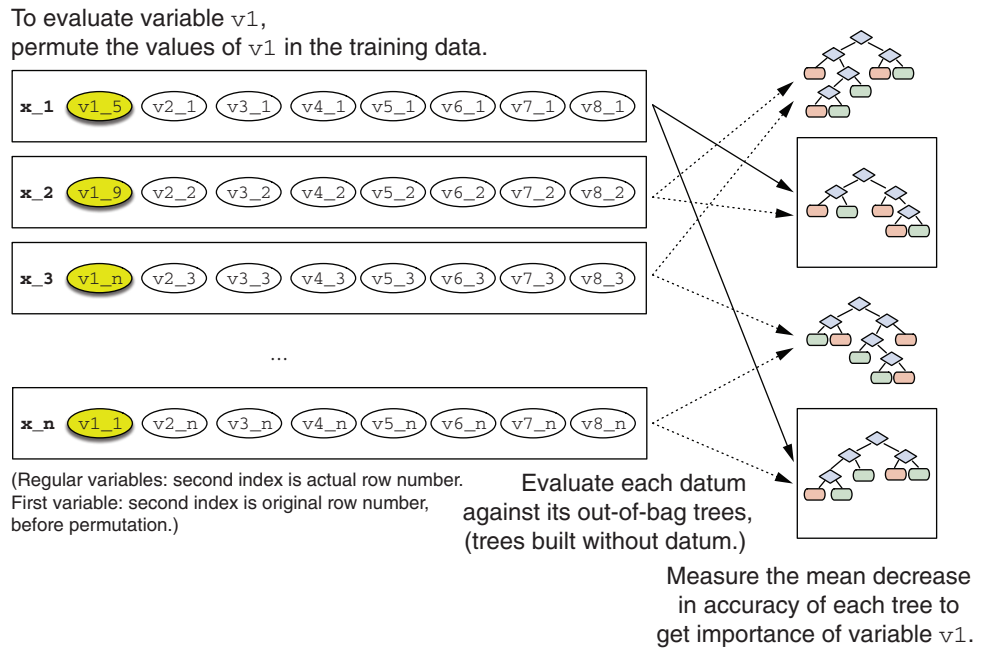 To evaluate variable v1,
permute the values of v1 in the training data.
x_1 v1_5 v2_1 v3_1 v4_1 v5_1 v6_1 v7_1 v8_1
x_2 v1_9 v2_2 v3_2 v4_2 v5_2 v6_2 v7_2 v8_2
x_3 v1_n v2_3 v3_3 v4_3 v5_3 v6_3 v7_3 v8_3
...
x_n v1_1 v2_n v3_n v4_n v5_n v6_n v7_n v8_n
(Regular variables: second index is actual row number.
First variable: second index is original row number,
before permutation.)
Evaluate each datum
against its out-of-bag trees,
(trees built without datum.)
Measure the mean decrease
in accuracy of each tree to
get importance of variable v1.